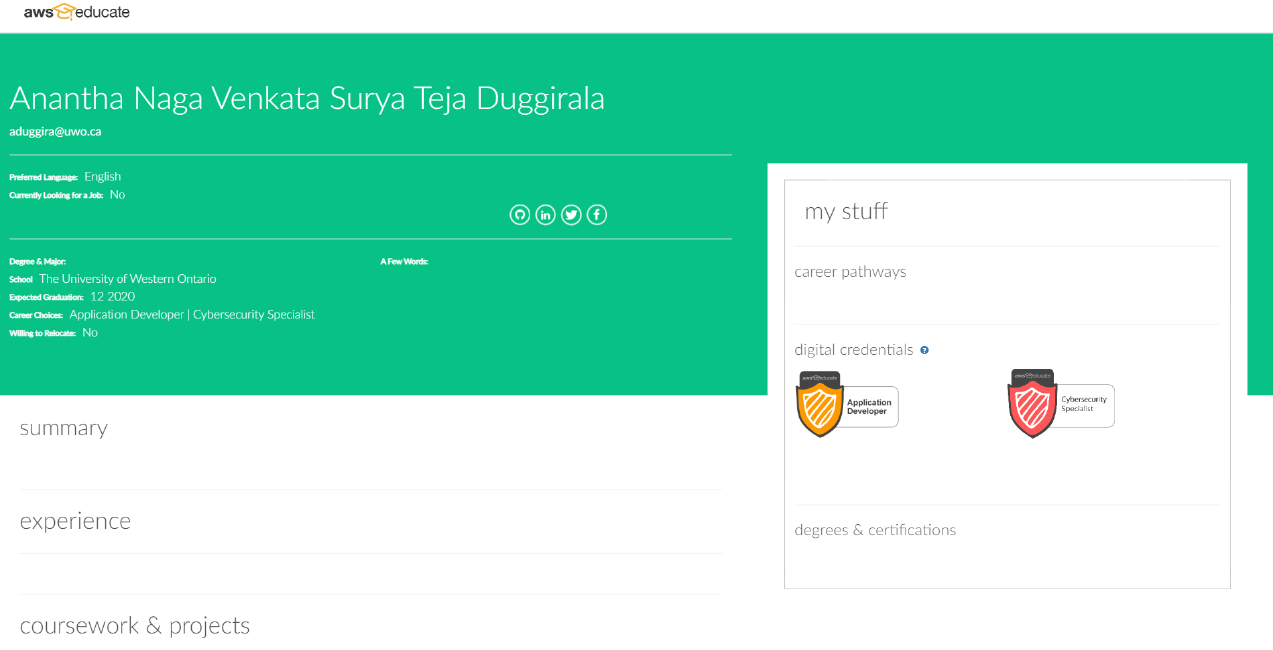 aws educate
Anantha Naga Venkata Surya Teja Duggirala
aduggira@uwo.ca
Preferred Language: English
Currently Looking for a Job: No
Degree & Major:
School The University of Western Ontario
Expected Graduation: 12 2020
Career Choices: Application Developer | Cybersecurity Specialist
Willing to Relocate: No
A Few Words:
my stuff
career pathways
digital credentials ?
aws educate
Application
Developer
aws educate
Cybersecurity
Specialist
degrees & certifications
summary
experience
coursework & projects